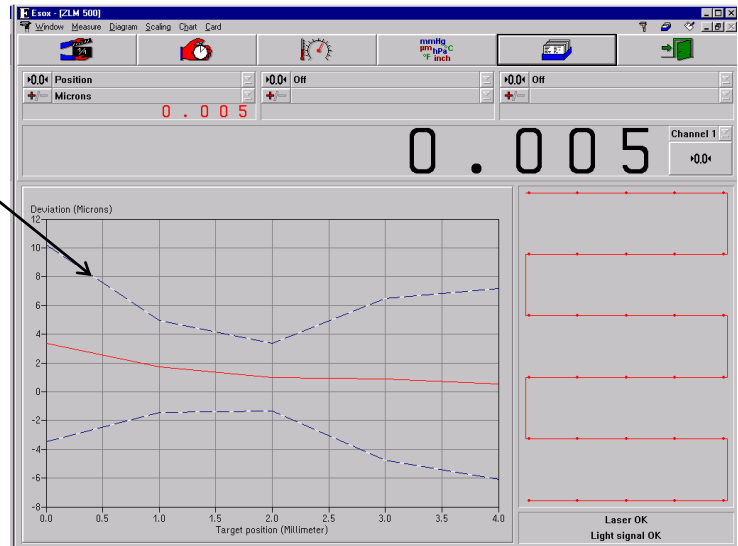 Esox - [ZLM 500]
Window Measure Diagram Scaling Chart Card
mmHg
µm hPa °C
°F inch
0.0 Position
Microns
0.005
0.0 Off
0.0 Off
0.005
Channel 1
0.0
Deviation (Microns)
12
10
8
6
4
2
0
-2
-4
-6
-8
0.0 0.5 1.0 1.5 2.0 2.5 3.0 3.5 4.0
Target position (Millimeter)
Laser OK
Light signal OK